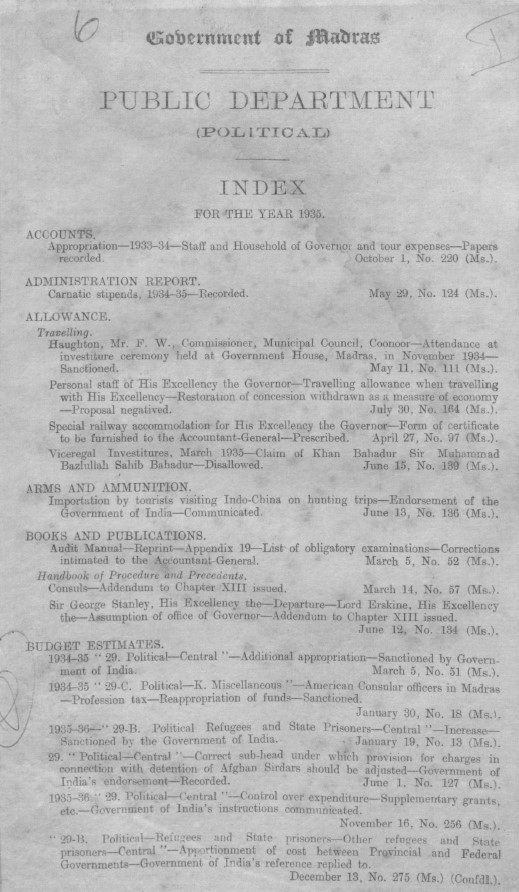 6
Government of Madras
PUBLIC DEPARTMENT
(POLITICAL)
INDEX
FOR THE YEAR 1935.
ACCOUNTS.
Appropriation—1933-34—Staff and Household of Governor and tour expenses—Papers
recorded. October 1, No. 220 (Ms.).
ADMINISTRATION REPORT.
Carnatic stipends, 1934-35—Recorded. May 29, No. 124 (Ms.).
ALLOWANCE.
Travelling.
Haughton, Mr. F. W., Commissioner, Municipal Council, Coonoor—Attendance at
investiture ceremony held at Government House, Madras, in November 1934—
Sanctioned. May 11, No. 111 (Ms.).
Personal staff of His Excellency the Governor—Travelling allowance when travelling
with His Excellency—Restoration of concession withdrawn as a measure of economy
—Proposal negatived. July 30, No. 164 (Ms.).
Special railway accommodation for His Excellency the Governor—Form of certificate
to be furnished to the Accountant-General—Prescribed. April 27, No. 97 (Ms.).
Viceregal Investitures, March 1935—Claim of Khan Bahadur Sir Muhammad
Bazlullah Sahib Bahadur—Disallowed. June 15, No. 139 (Ms.).
ARMS AND AMMUNITION.
Importation by tourists visiting Indo-China on hunting trips—Endorsement of the
Government of India—Communicated. June 13, No. 136 (Ms.).
BOOKS AND PUBLICATIONS.
Audit Manual—Reprint—Appendix 19—List of obligatory examinations—Corrections
intimated to the Accountant-General. March 5, No. 52 (Ms.).
Handbook of Procedure and Precedents.
Consuls—Addendum to Chapter XIII issued. March 14, No. 57 (Ms.).
Sir George Stanley, His Excellency the—Departure—Lord Erskine, His Excellency
the—Assumption of office of Governor—Addendum to Chapter XIII issued.
June 12, No. 134 (Ms.).
BUDGET ESTIMATES.
1934-35 " 29. Political—Central "—Additional appropriation—Sanctioned by Govern-
ment of India. March 5, No. 51 (Ms.).
1934-35 " 29-C. Political—K. Miscellaneous "—American Consular officers in Madras
—Profession tax—Reappropriation of funds—Sanctioned.
January 30, No. 18 (Ms.).
1935-36—" 29-B. Political Refugees and State Prisoners—Central "—Increase—
Sanctioned by the Government of India. January 19, No. 13 (Ms.).
29. " Political—Central "—Correct sub-head under which provision for charges in
connection with detention of Afghan Sirdars should be adjusted—Government of
India's endorsement—Recorded. June 1, No. 127 (Ms.).
1935-36 " 29. Political—Central "—Control over expenditure—Supplementary grants,
etc.—Government of India's instructions communicated.
November 16, No. 256 (Ms.).
" 29-B. Political—Refugees and State prisoners—Other refugees and State
prisoners—Central "—Apportionment of cost between Provincial and Federal
Governments—Government of India's reference replied to.
December 13, No. 275 (Ms.) (Confdl.).